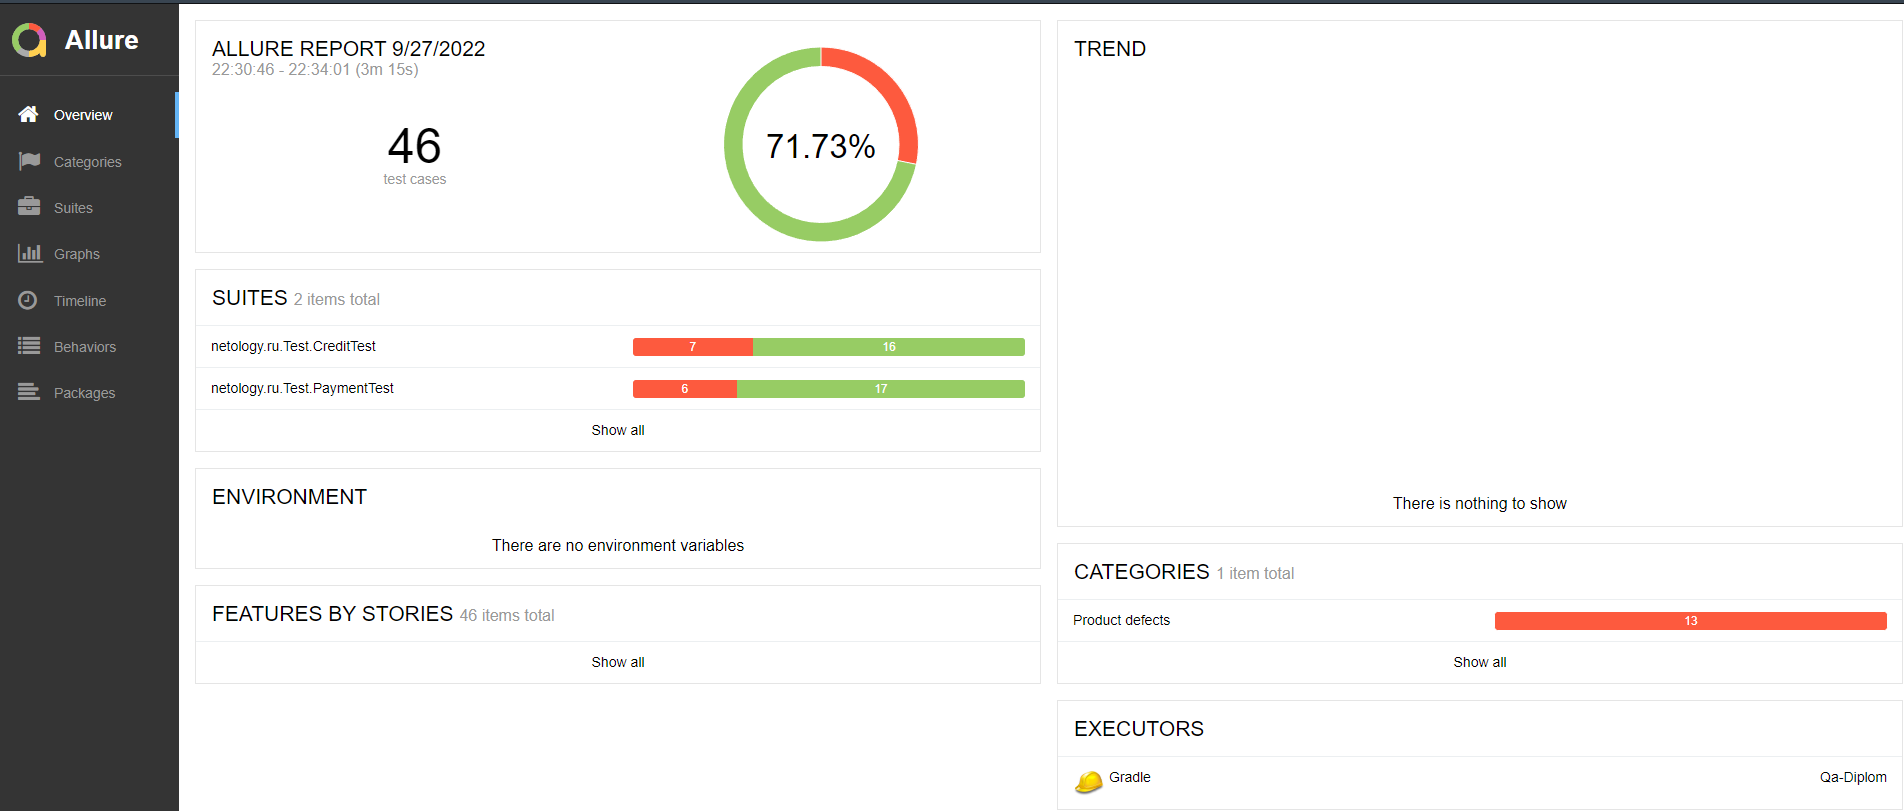 Allure
Overview
Categories
Suites
Graphs
Timeline
Behaviors
Packages
ALLURE REPORT 9/27/2022
22:30:46 - 22:34:01 (3m 15s)
46
test cases
71.73%
SUITES 2 items total
netology.ru.Test.CreditTest 7 16
netology.ru.Test.PaymentTest 6 17
Show all
ENVIRONMENT
There are no environment variables
FEATURES BY STORIES 46 items total
Show all
TREND
There is nothing to show
CATEGORIES 1 item total
Product defects 13
Show all
EXECUTORS
Gradle Qa-Diplom